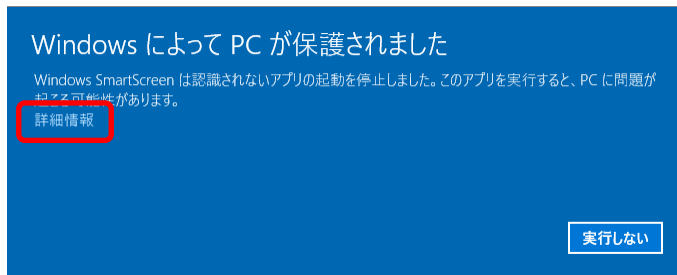 Windows によって PC が保護されました
Windows SmartScreen は認識されないアプリの起動を停止しました。このアプリを実行すると、PC に問題が
起こる可能性があります。
詳細情報
実行しない